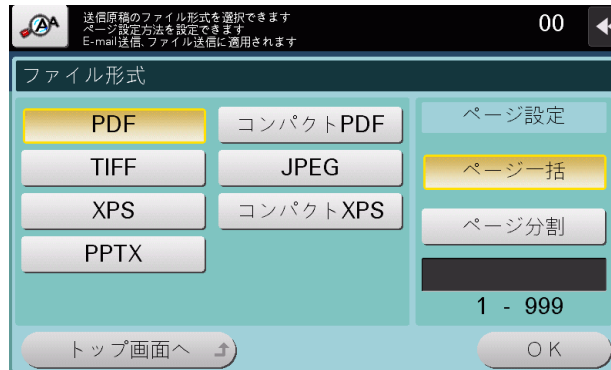 AA
送信原稿のファイル形式を選択できます
ページ設定方法を設定できます
E-mail送信、ファイル送信に適用されます
00
ファイル形式
PDF
コンパクトPDF
TIFF
JPEG
XPS
コンパクトXPS
PPTX
ページ設定
ページ一括
ページ分割
1 - 999
トップ画面へ
OK